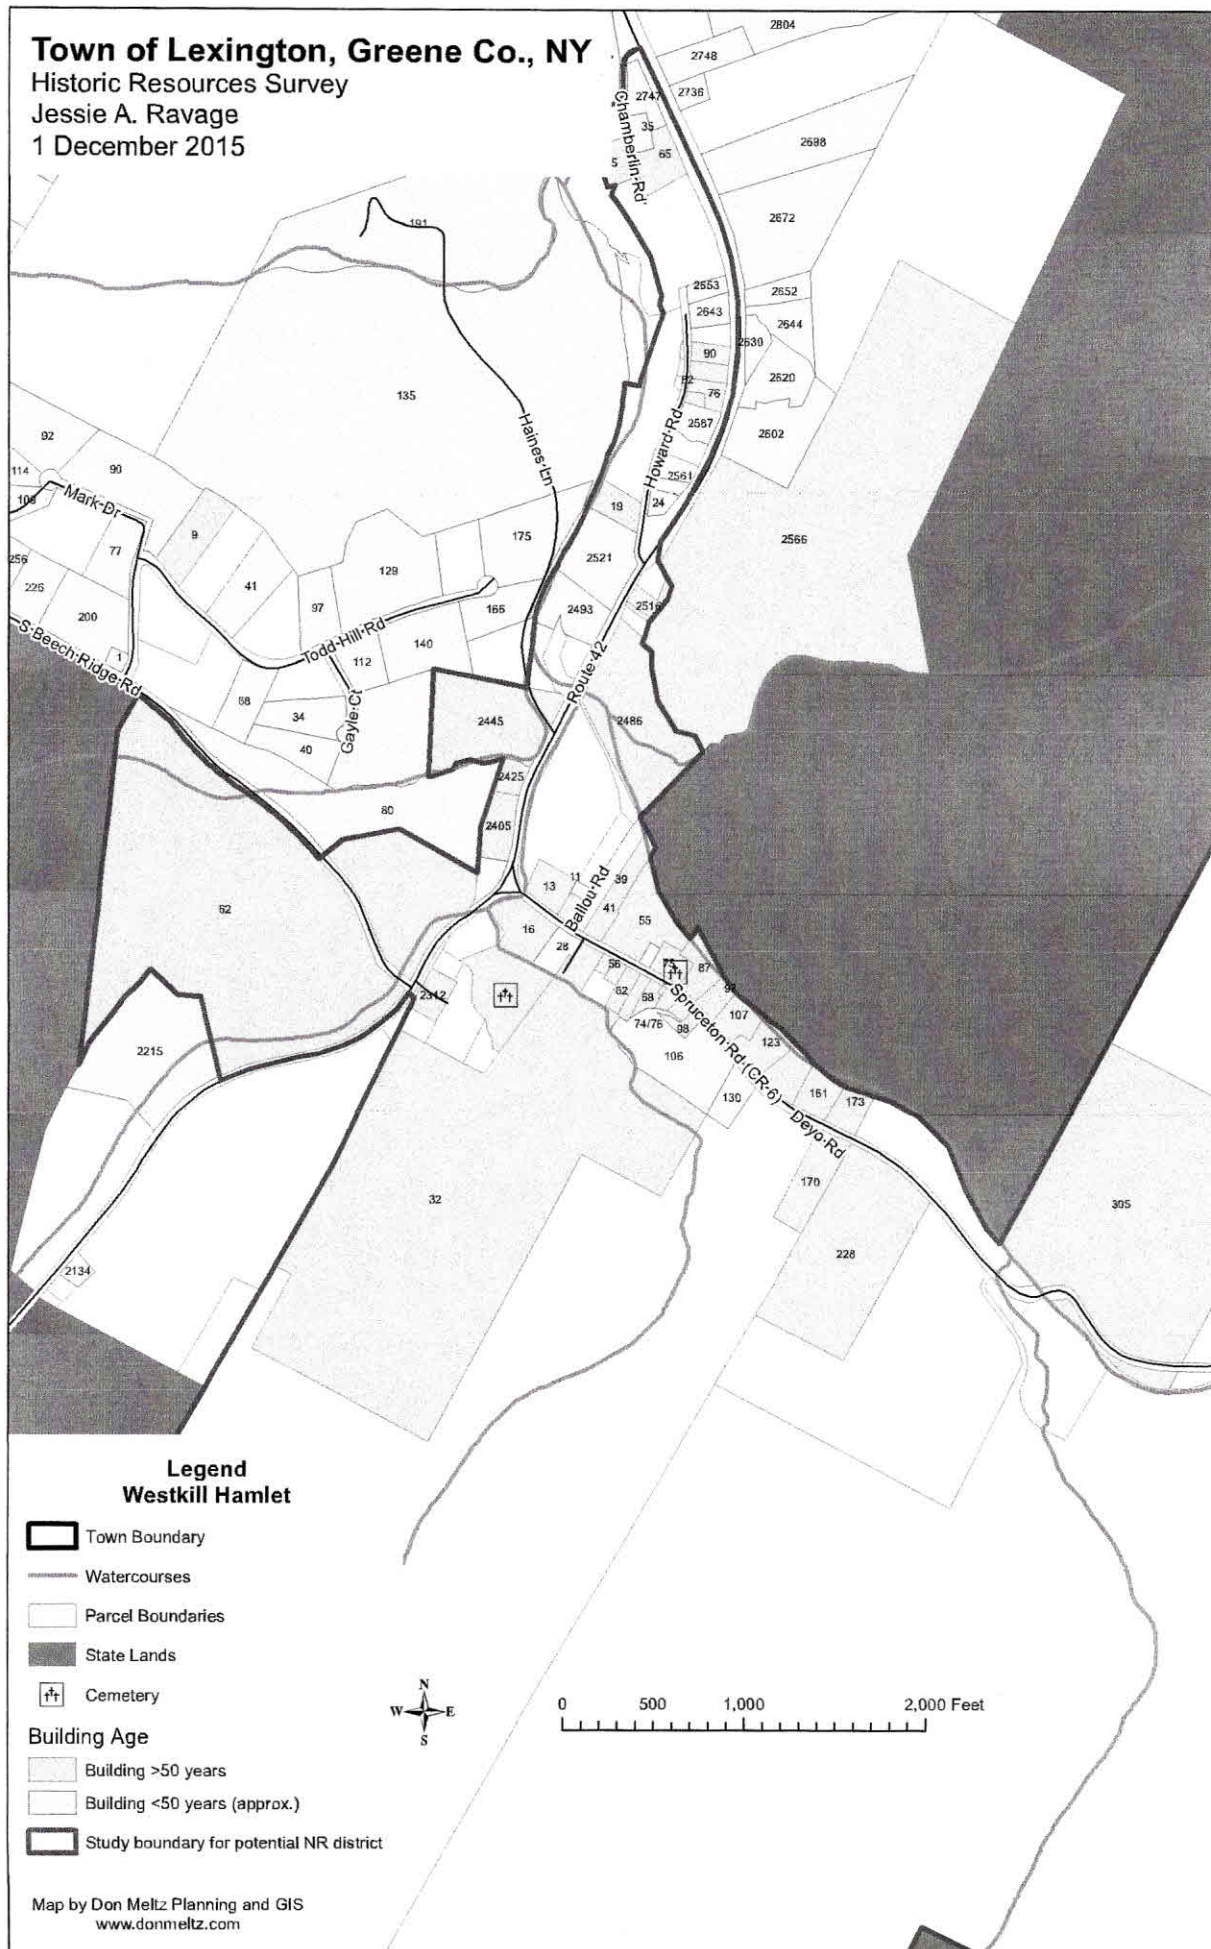 Town of Lexington, Greene Co., NY
Historic Resources Survey
Jessie A. Ravage
1 December 2015
2804
2748
2747
2736
Chamberlin Rd
35
65
5
2698
2672
191
2553
2643
2652
2644
2639
90
82
76
2620
2587
2602
135
Haines Ln
Howard Rd
92
90
114
Mark Dr
2561
24
19
9
175
2566
77
256
226
41
129
2521
97
166
2493
2516
200
Todd Hill Rd
140
112
S Beech Ridge Rd
1
Route 42
68
34
Gayle Ct
2445
2486
40
2425
80
2405
13
11
39
Ballou Rd
41
62
16
28
55
56
75
87
2312
62
68
97
74/76
98
107
Spruceton Rd (CR-6)
2215
106
123
130
161
173
Deyo Rd
170
32
305
228
2134
Legend
Westkill Hamlet
Town Boundary
Watercourses
Parcel Boundaries
State Lands
Cemetery
Building Age
Building >50 years
Building <50 years (approx.)
Study boundary for potential NR district
N
W E
S
0 500 1,000 2,000 Feet
Map by Don Meltz Planning and GIS
www.donmeltz.com